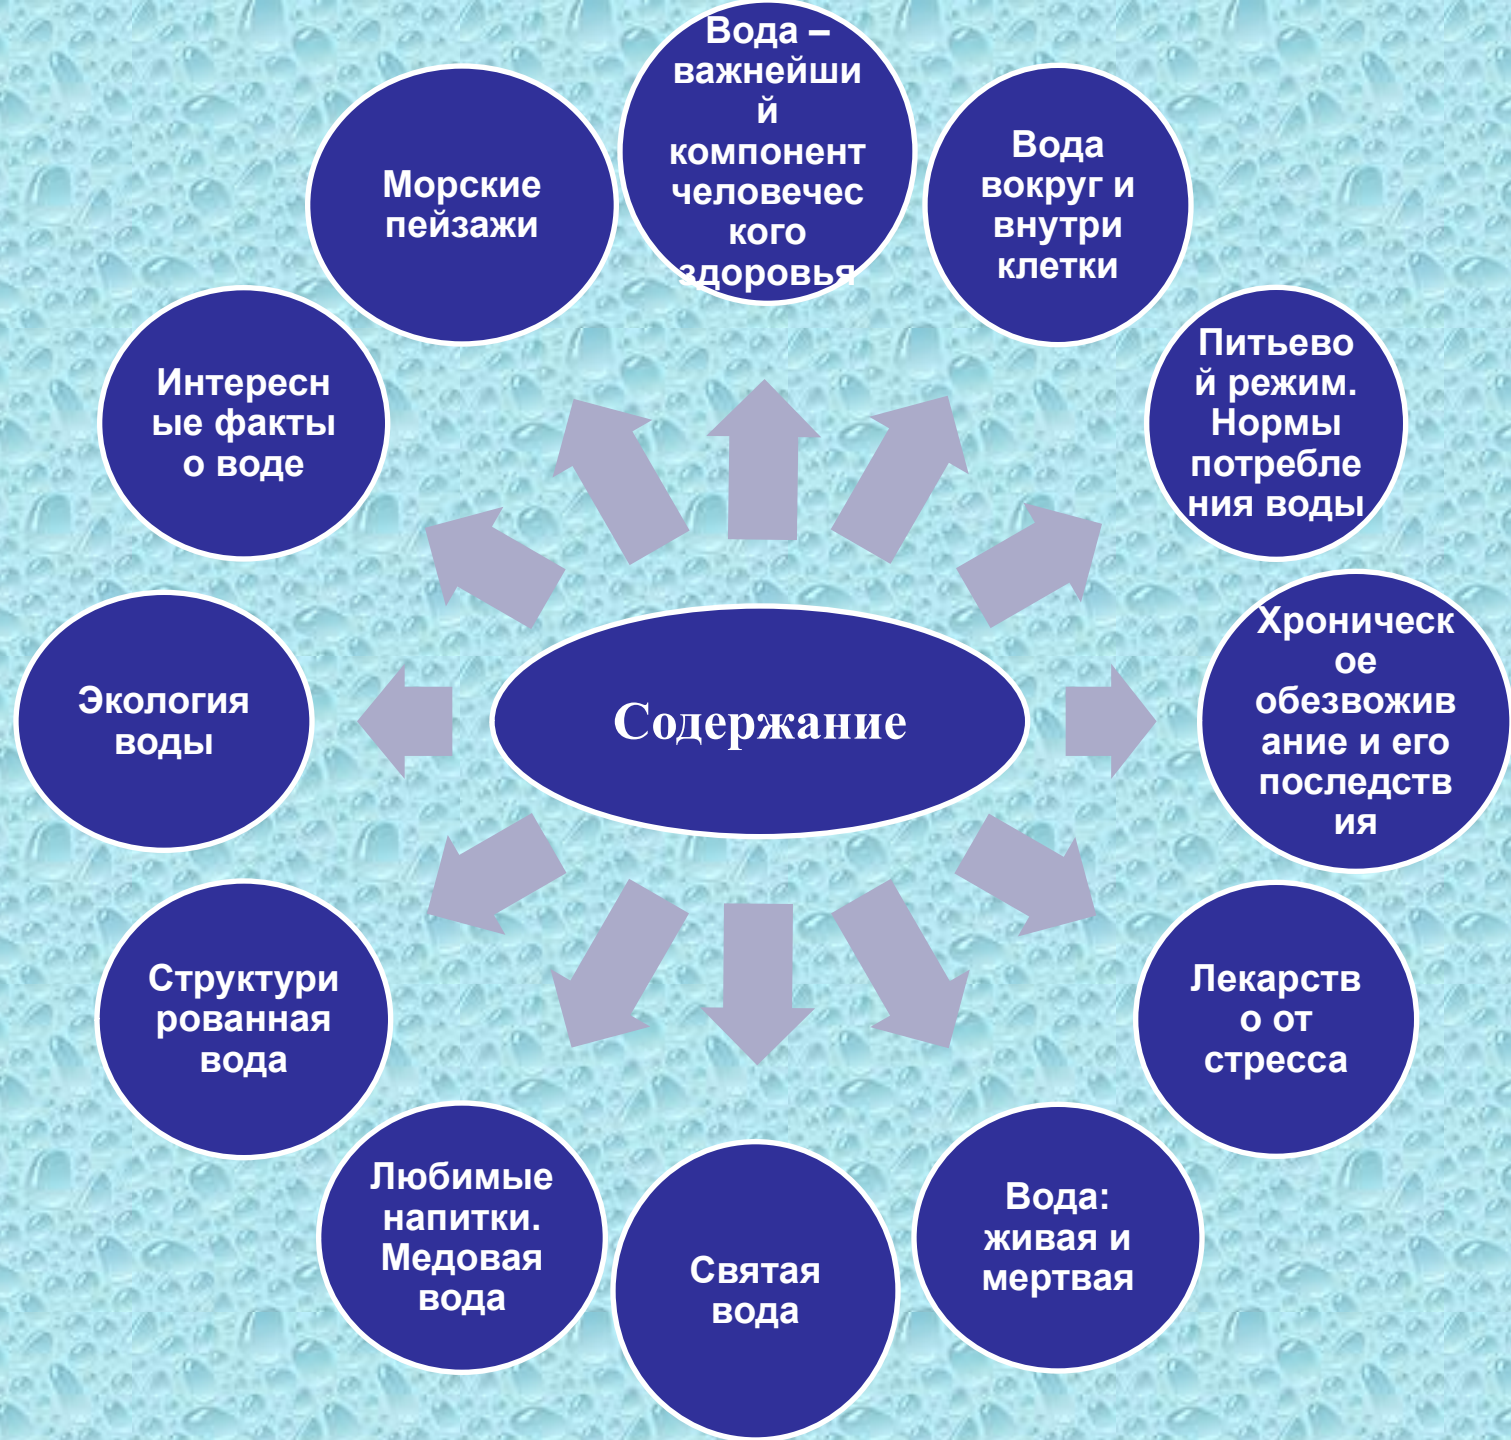 Вода –
важнейши
й
компонент
человечес
кого
здоровья
Вода
вокруг и
внутри
клетки
Питьево
й режим.
Нормы
потребле
ния воды
Хроническ
ое
обезвожив
ание и его
последств
ия
Лекарств
о от
стресса
Вода:
живая и
мертвая
Святая
вода
Любимые
напитки.
Медовая
вода
Структури
рованная
вода
Экология
воды
Интересн
ые факты
о воде
Морские
пейзажи
Содержание